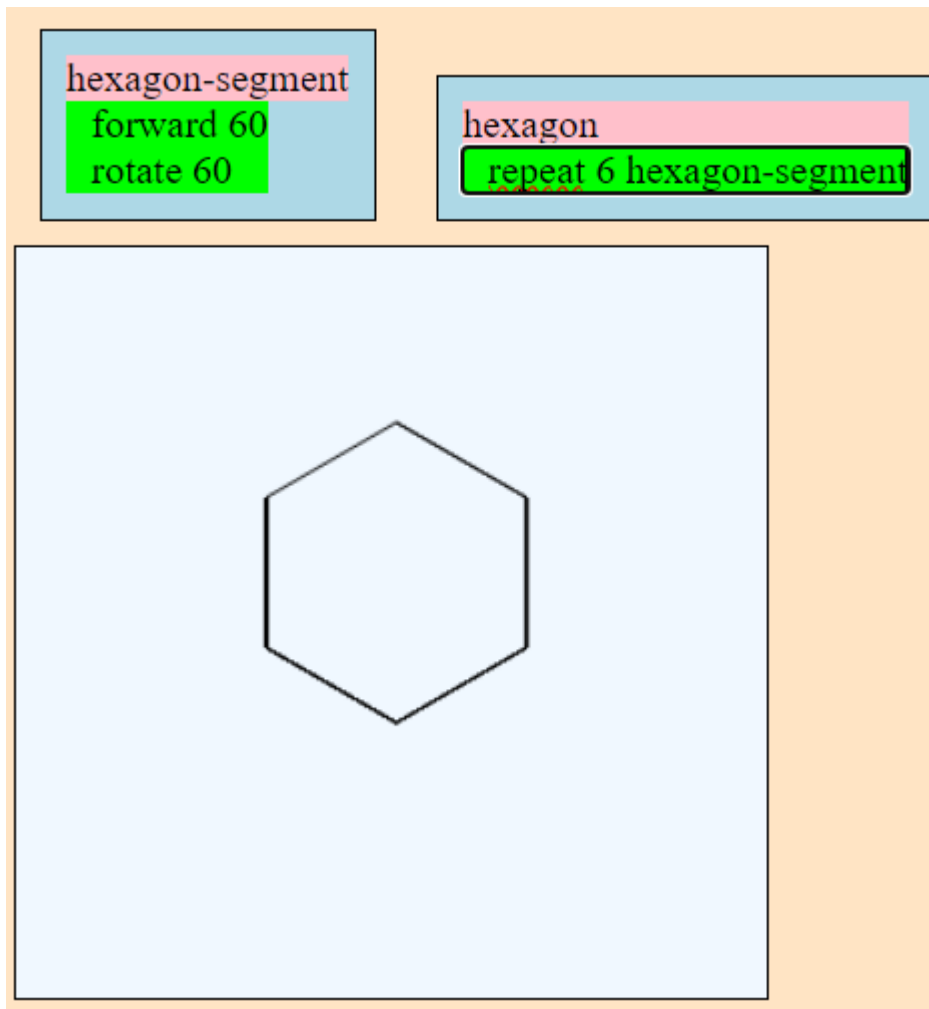 hexagon-segment
forward 60
rotate 60
hexagon
repeat 6 hexagon-segment